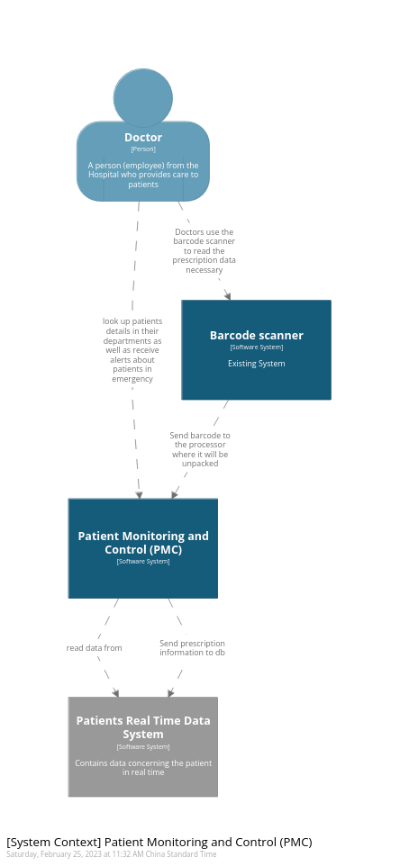 Doctor
[Person]
A person (employee) from the
Hospital who provides care to
patients
Doctors use the
barcode scanner
to read the
prescription data
necessary
look up patients
details in their
departments as
well as receive
alerts about
patients in
emergency
Barcode scanner
[Software System]
Existing System
Send barcode to
the processor
where it will be
unpacked
Patient Monitoring and
Control (PMC)
[Software System]
read data from
Send prescription
information to db
Patients Real Time Data
System
[Software System]
Contains data concerning the patient
in real time
[System Context] Patient Monitoring and Control (PMC)
Saturday, February 25, 2023 at 11:32 AM China Standard Time